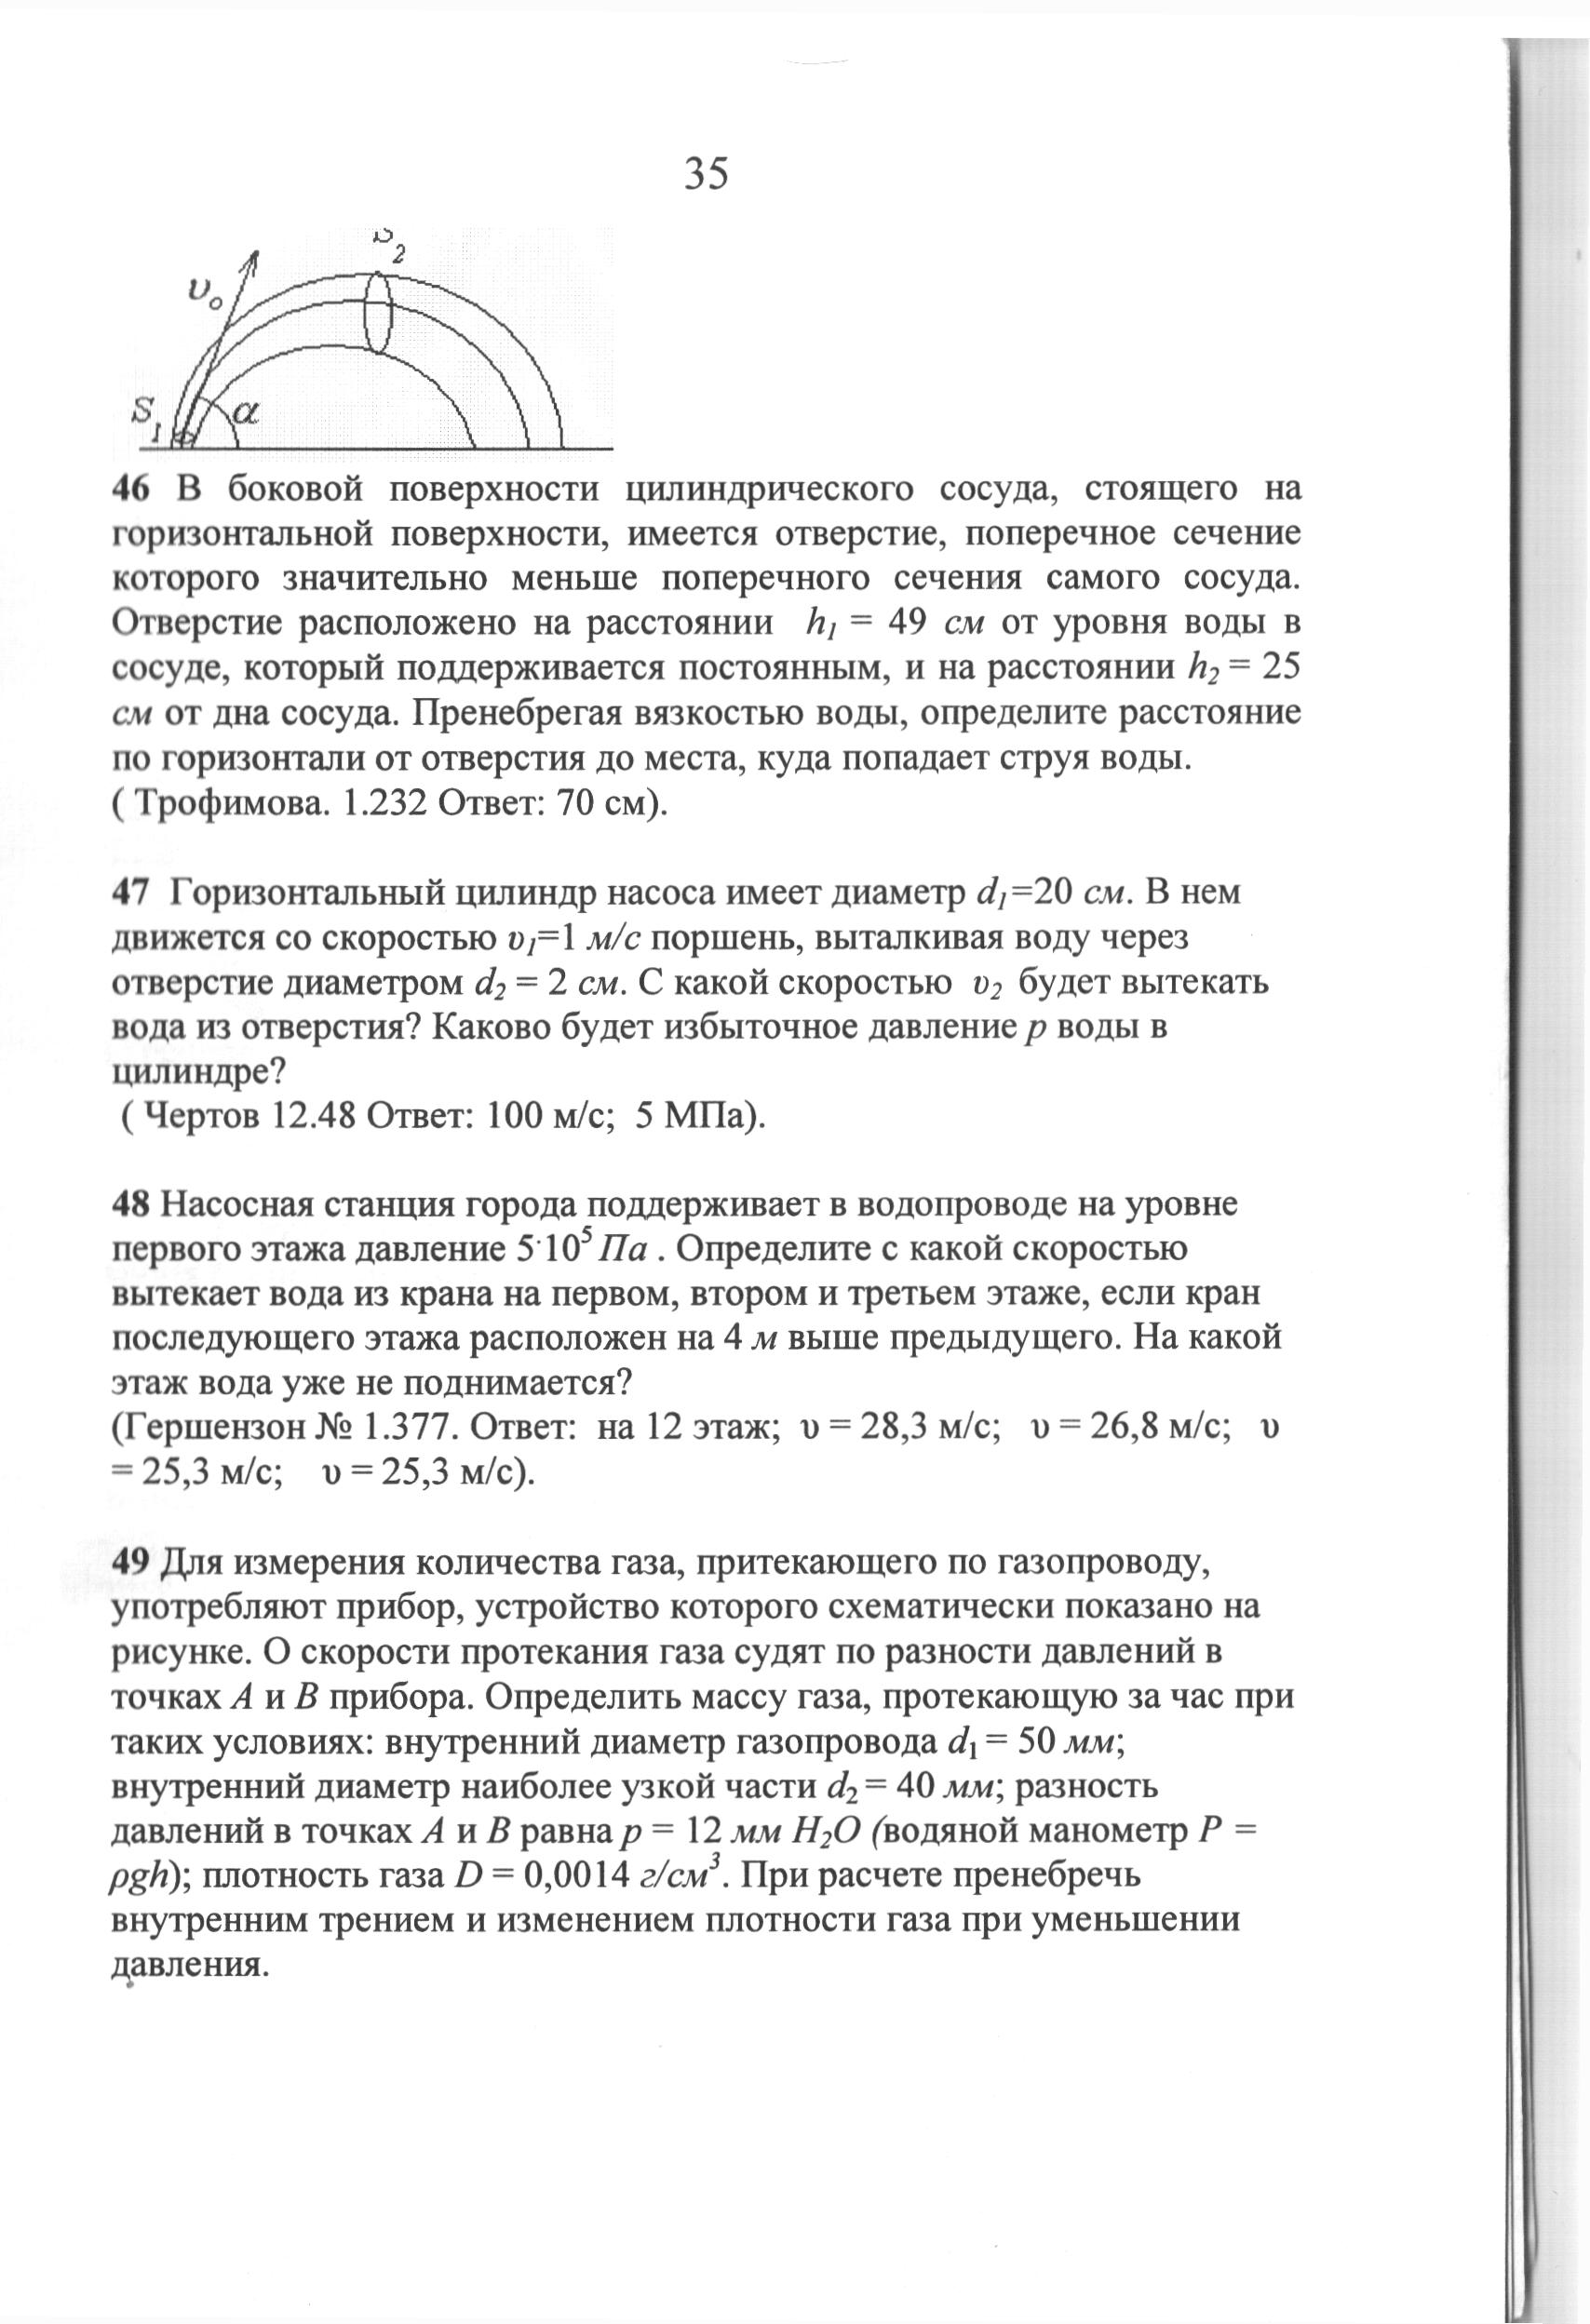 35
υ₀
2
S₁
α
46 В боковой поверхности цилиндрического сосуда, стоящего на
горизонтальной поверхности, имеется отверстие, поперечное сечение
которого значительно меньше поперечного сечения самого сосуда.
Отверстие расположено на расстоянии h₁ = 49 см от уровня воды в
сосуде, который поддерживается постоянным, и на расстоянии h₂ = 25
см от дна сосуда. Пренебрегая вязкостью воды, определите расстояние
по горизонтали от отверстия до места, куда попадает струя воды.
( Трофимова. 1.232 Ответ: 70 см).
47 Горизонтальный цилиндр насоса имеет диаметр d₁=20 см. В нем
движется со скоростью υ₁=1 м/с поршень, выталкивая воду через
отверстие диаметром d₂ = 2 см. С какой скоростью υ₂ будет вытекать
вода из отверстия? Каково будет избыточное давление p воды в
цилиндре?
( Чертов 12.48 Ответ: 100 м/с; 5 МПа).
48 Насосная станция города поддерживает в водопроводе на уровне
первого этажа давление 5·10⁵ Па . Определите с какой скоростью
вытекает вода из крана на первом, втором и третьем этаже, если кран
последующего этажа расположен на 4 м выше предыдущего. На какой
этаж вода уже не поднимается?
(Гершензон № 1.377. Ответ: на 12 этаж; υ = 28,3 м/с; υ = 26,8 м/с; υ
= 25,3 м/с; υ = 25,3 м/с).
49 Для измерения количества газа, притекающего по газопроводу,
употребляют прибор, устройство которого схематически показано на
рисунке. О скорости протекания газа судят по разности давлений в
точках A и B прибора. Определить массу газа, протекающую за час при
таких условиях: внутренний диаметр газопровода d₁ = 50 мм;
внутренний диаметр наиболее узкой части d₂ = 40 мм; разность
давлений в точках A и B равна p = 12 мм H₂O (водяной манометр P =
ρgh); плотность газа D = 0,0014 г/см³. При расчете пренебречь
внутренним трением и изменением плотности газа при уменьшении
давления.